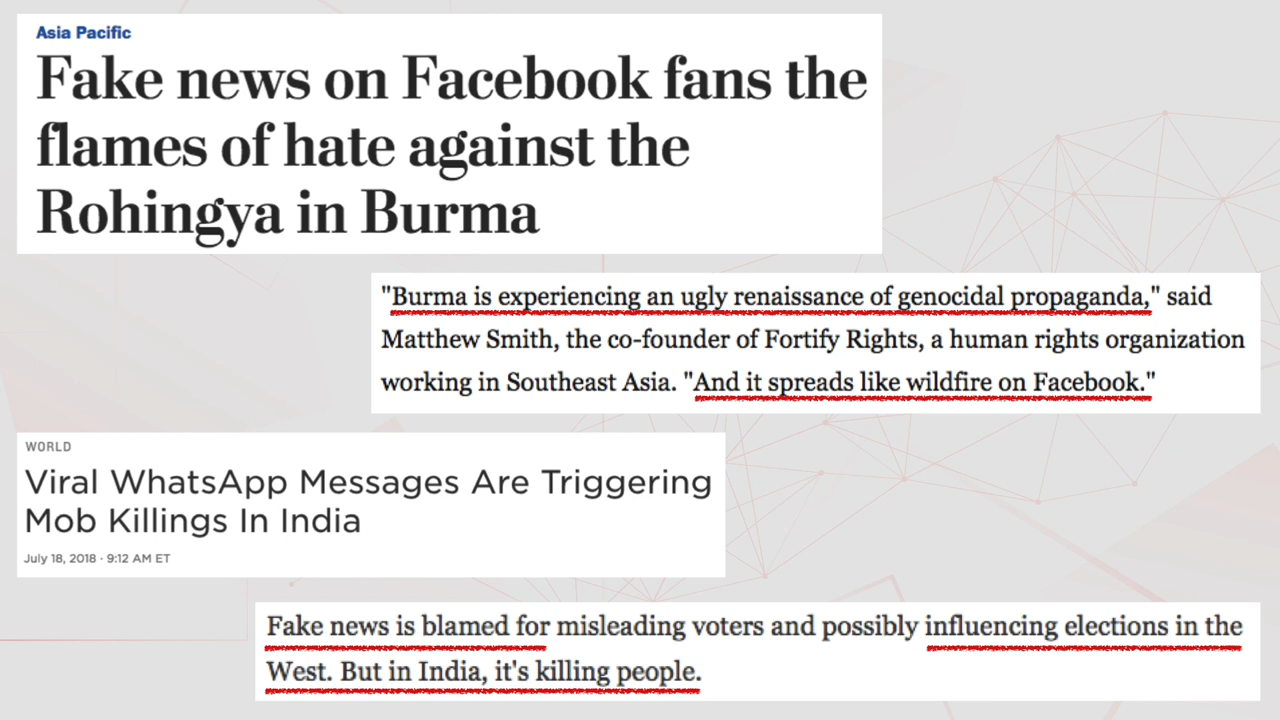 Asia Pacific
Fake news on Facebook fans the
flames of hate against the
Rohingya in Burma
"Burma is experiencing an ugly renaissance of genocidal propaganda," said
Matthew Smith, the co-founder of Fortify Rights, a human rights organization
working in Southeast Asia. "And it spreads like wildfire on Facebook."
WORLD
Viral WhatsApp Messages Are Triggering
Mob Killings In India
July 18, 2018 · 9:12 AM ET
Fake news is blamed for misleading voters and possibly influencing elections in the
West. But in India, it's killing people.